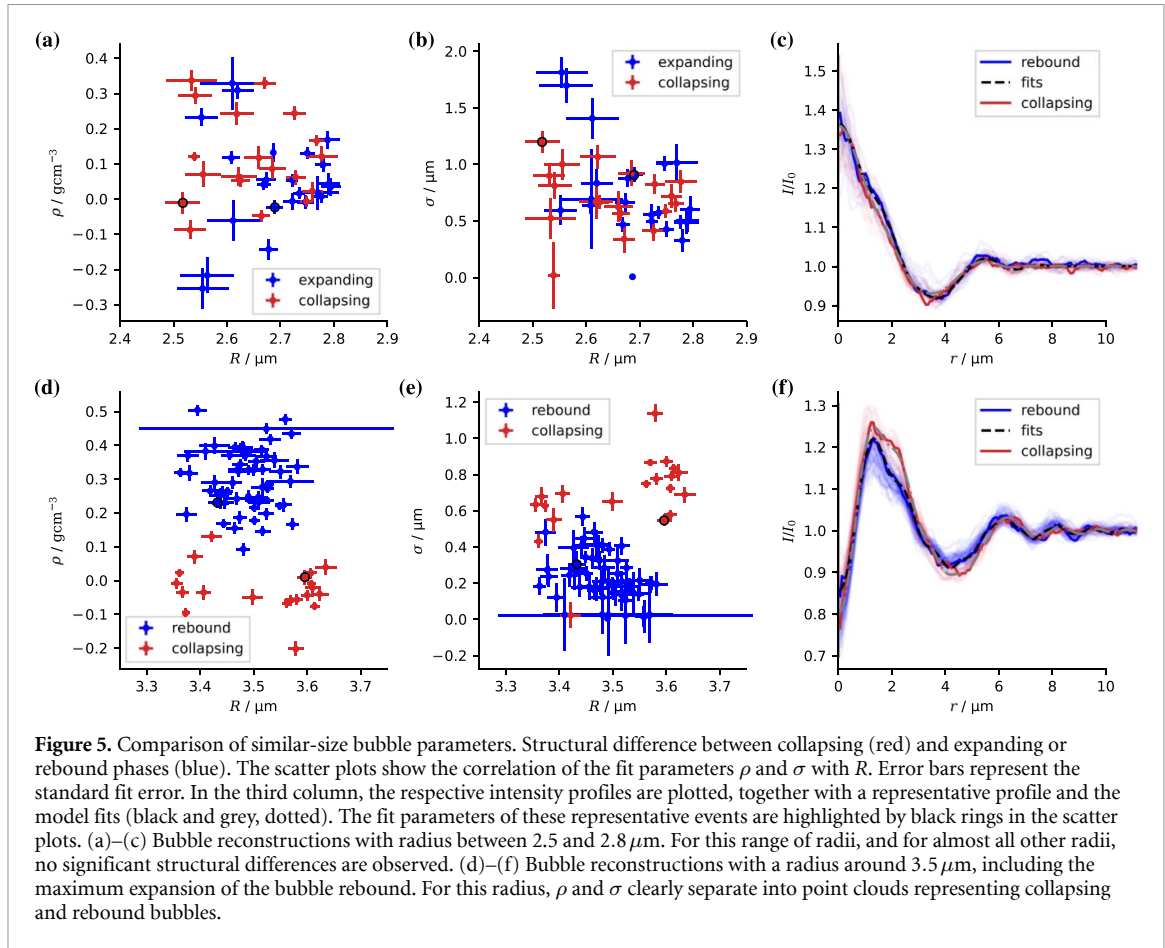 (a)
0.4
0.3
0.2
0.1
0.0
−0.1
−0.2
−0.3
ρ / gcm⁻³
expanding
collapsing
2.4 2.5 2.6 2.7 2.8 2.9
R / µm
(b)
2.0
1.5
1.0
0.5
0.0
σ / µm
expanding
collapsing
2.4 2.5 2.6 2.7 2.8 2.9
R / µm
(c)
1.5
1.4
1.3
1.2
1.1
1.0
0.9
I/I₀
rebound
fits
collapsing
0 2 4 6 8 10
r / µm
(d)
0.5
0.4
0.3
0.2
0.1
0.0
−0.1
−0.2
ρ / gcm⁻³
rebound
collapsing
3.3 3.4 3.5 3.6 3.7
R / µm
(e)
1.2
1.0
0.8
0.6
0.4
0.2
0.0
−0.2
σ / µm
rebound
collapsing
3.3 3.4 3.5 3.6 3.7
R / µm
(f)
1.3
1.2
1.1
1.0
0.9
0.8
0.7
I/I₀
rebound
fits
collapsing
0 2 4 6 8 10
r / µm
Figure 5. Comparison of similar-size bubble parameters. Structural difference between collapsing (red) and expanding or
rebound phases (blue). The scatter plots show the correlation of the fit parameters ρ and σ with R. Error bars represent the
standard fit error. In the third column, the respective intensity profiles are plotted, together with a representative profile and the
model fits (black and grey, dotted). The fit parameters of these representative events are highlighted by black rings in the scatter
plots. (a)–(c) Bubble reconstructions with radius between 2.5 and 2.8 µm. For this range of radii, and for almost all other radii,
no significant structural differences are observed. (d)–(f) Bubble reconstructions with a radius around 3.5 µm, including the
maximum expansion of the bubble rebound. For this radius, ρ and σ clearly separate into point clouds representing collapsing
and rebound bubbles.